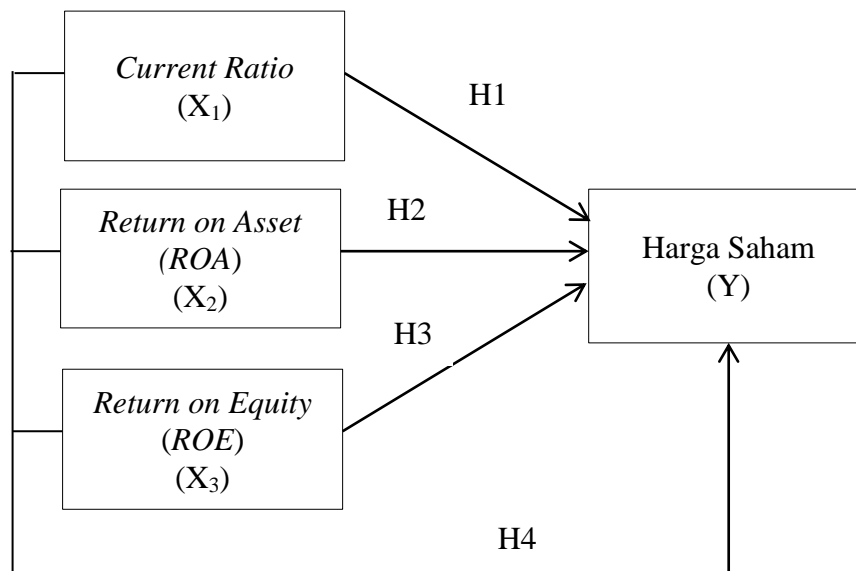 Current Ratio
(X₁)
H1
Return on Asset
(ROA)
(X₂)
H2
Harga Saham
(Y)
H3
Return on Equity
(ROE)
(X₃)
H4